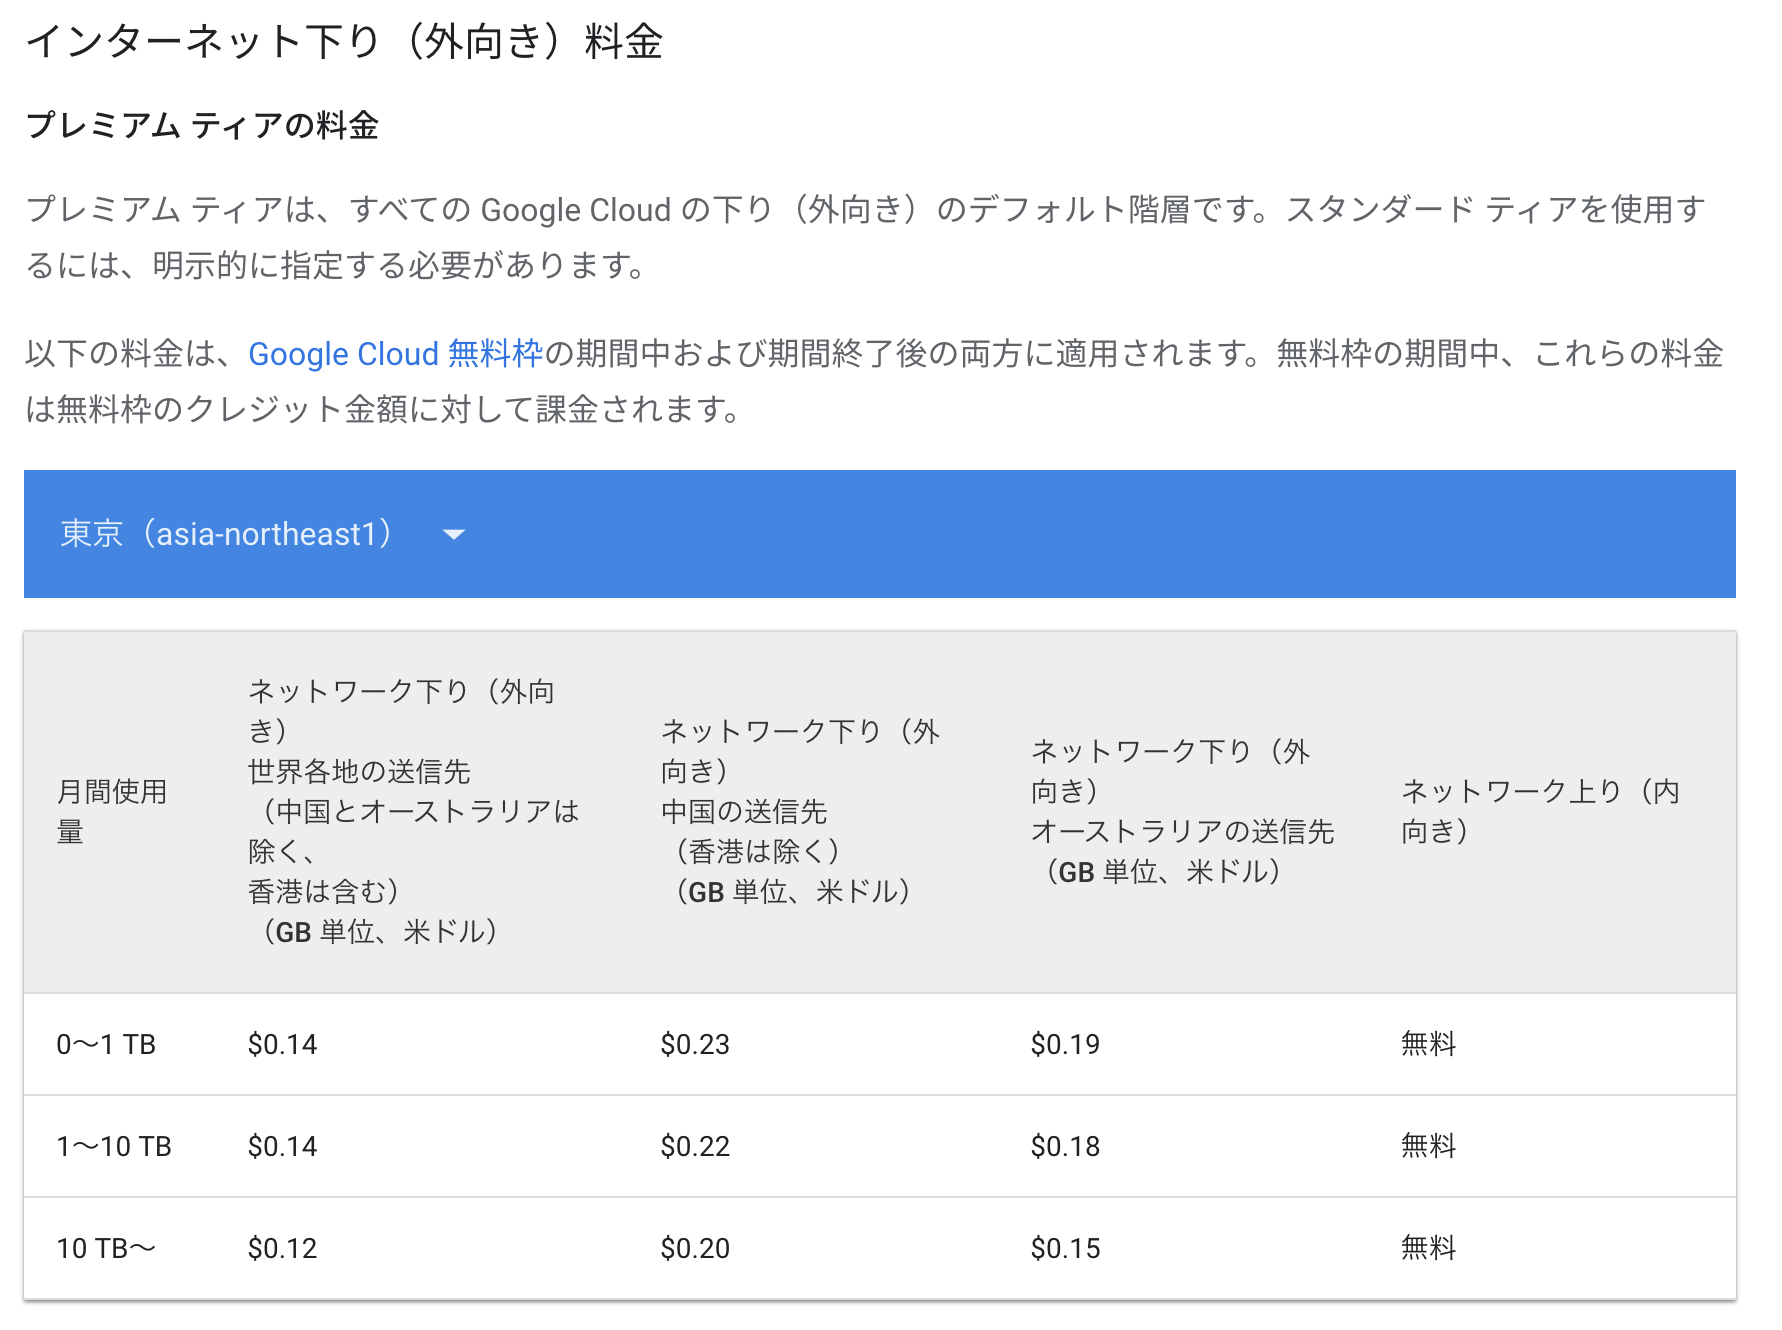 インターネット下り（外向き）料金
プレミアム ティアの料金
プレミアム ティアは、すべての Google Cloud の下り（外向き）のデフォルト階層です。スタンダード ティアを使用す
るには、明示的に指定する必要があります。
以下の料金は、Google Cloud 無料枠の期間中および期間終了後の両方に適用されます。無料枠の期間中、これらの料金
は無料枠のクレジット金額に対して課金されます。
東京（asia-northeast1）
月間使用
量
ネットワーク下り（外向
き）
世界各地の送信先
（中国とオーストラリアは
除く、
香港は含む）
（GB 単位、米ドル）
ネットワーク下り（外
向き）
中国の送信先
（香港は除く）
（GB 単位、米ドル）
ネットワーク下り（外
向き）
オーストラリアの送信先
（GB 単位、米ドル）
ネットワーク上り（内
向き）
0～1 TB $0.14 $0.23 $0.19 無料
1～10 TB $0.14 $0.22 $0.18 無料
10 TB～ $0.12 $0.20 $0.15 無料